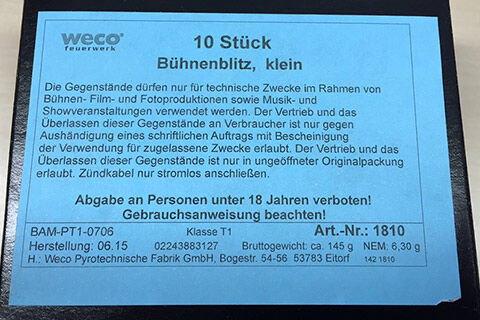 weco®
feuerwerk
10 Stück
Bühnenblitz, klein
Die Gegenstände dürfen nur für technische Zwecke im Rahmen von
Bühnen- Film- und Fotoproduktionen sowie Musik- und
Showveranstaltungen verwendet werden. Der Vertrieb und das
Überlassen dieser Gegenstände an Verbraucher ist nur gegen
Aushändigung eines schriftlichen Auftrags mit Bescheinigung
der Verwendung für zugelassene Zwecke erlaubt. Der Vertrieb und das
Überlassen dieser Gegenstände ist nur in ungeöffneter Originalpackung
erlaubt. Zündkabel nur stromlos anschließen.
Abgabe an Personen unter 18 Jahren verboten!
Gebrauchsanweisung beachten!
BAM-PT1-0706 Klasse T1 Art.-Nr.: 1810
Herstellung: 06.15 02243883127 Bruttogewicht: ca. 145 g NEM: 6,30 g
H.: Weco Pyrotechnische Fabrik GmbH, Bogestr. 54-56 53783 Eitorf 142 1810